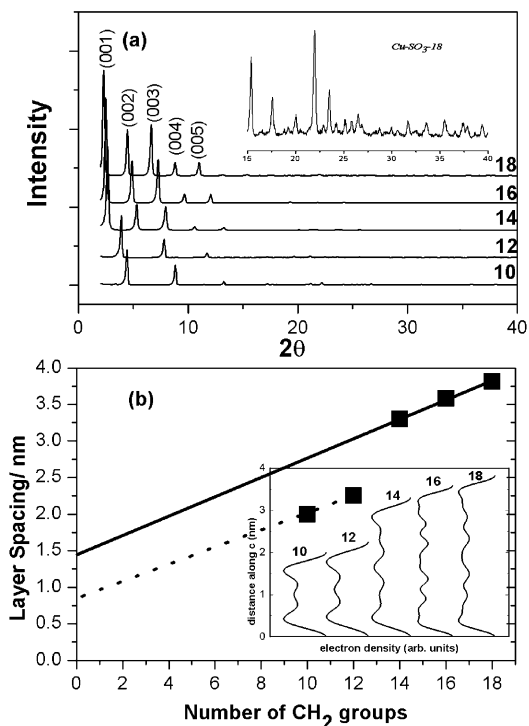 (a)
Cu-SO3-18
(001)
(002)
(003)
(004)
(005)
Intensity
15 20 25 30 35 40
18
16
14
12
10
0 10 20 30 40
2θ
(b)
4.0
3.5
3.0
2.5
2.0
1.5
1.0
0.5
0.0
Layer Spacing/ nm
4
3
2
1
0
distance along c (nm)
10 12 14 16 18
electron density (arb. units)
0 2 4 6 8 10 12 14 16 18
Number of CH2 groups